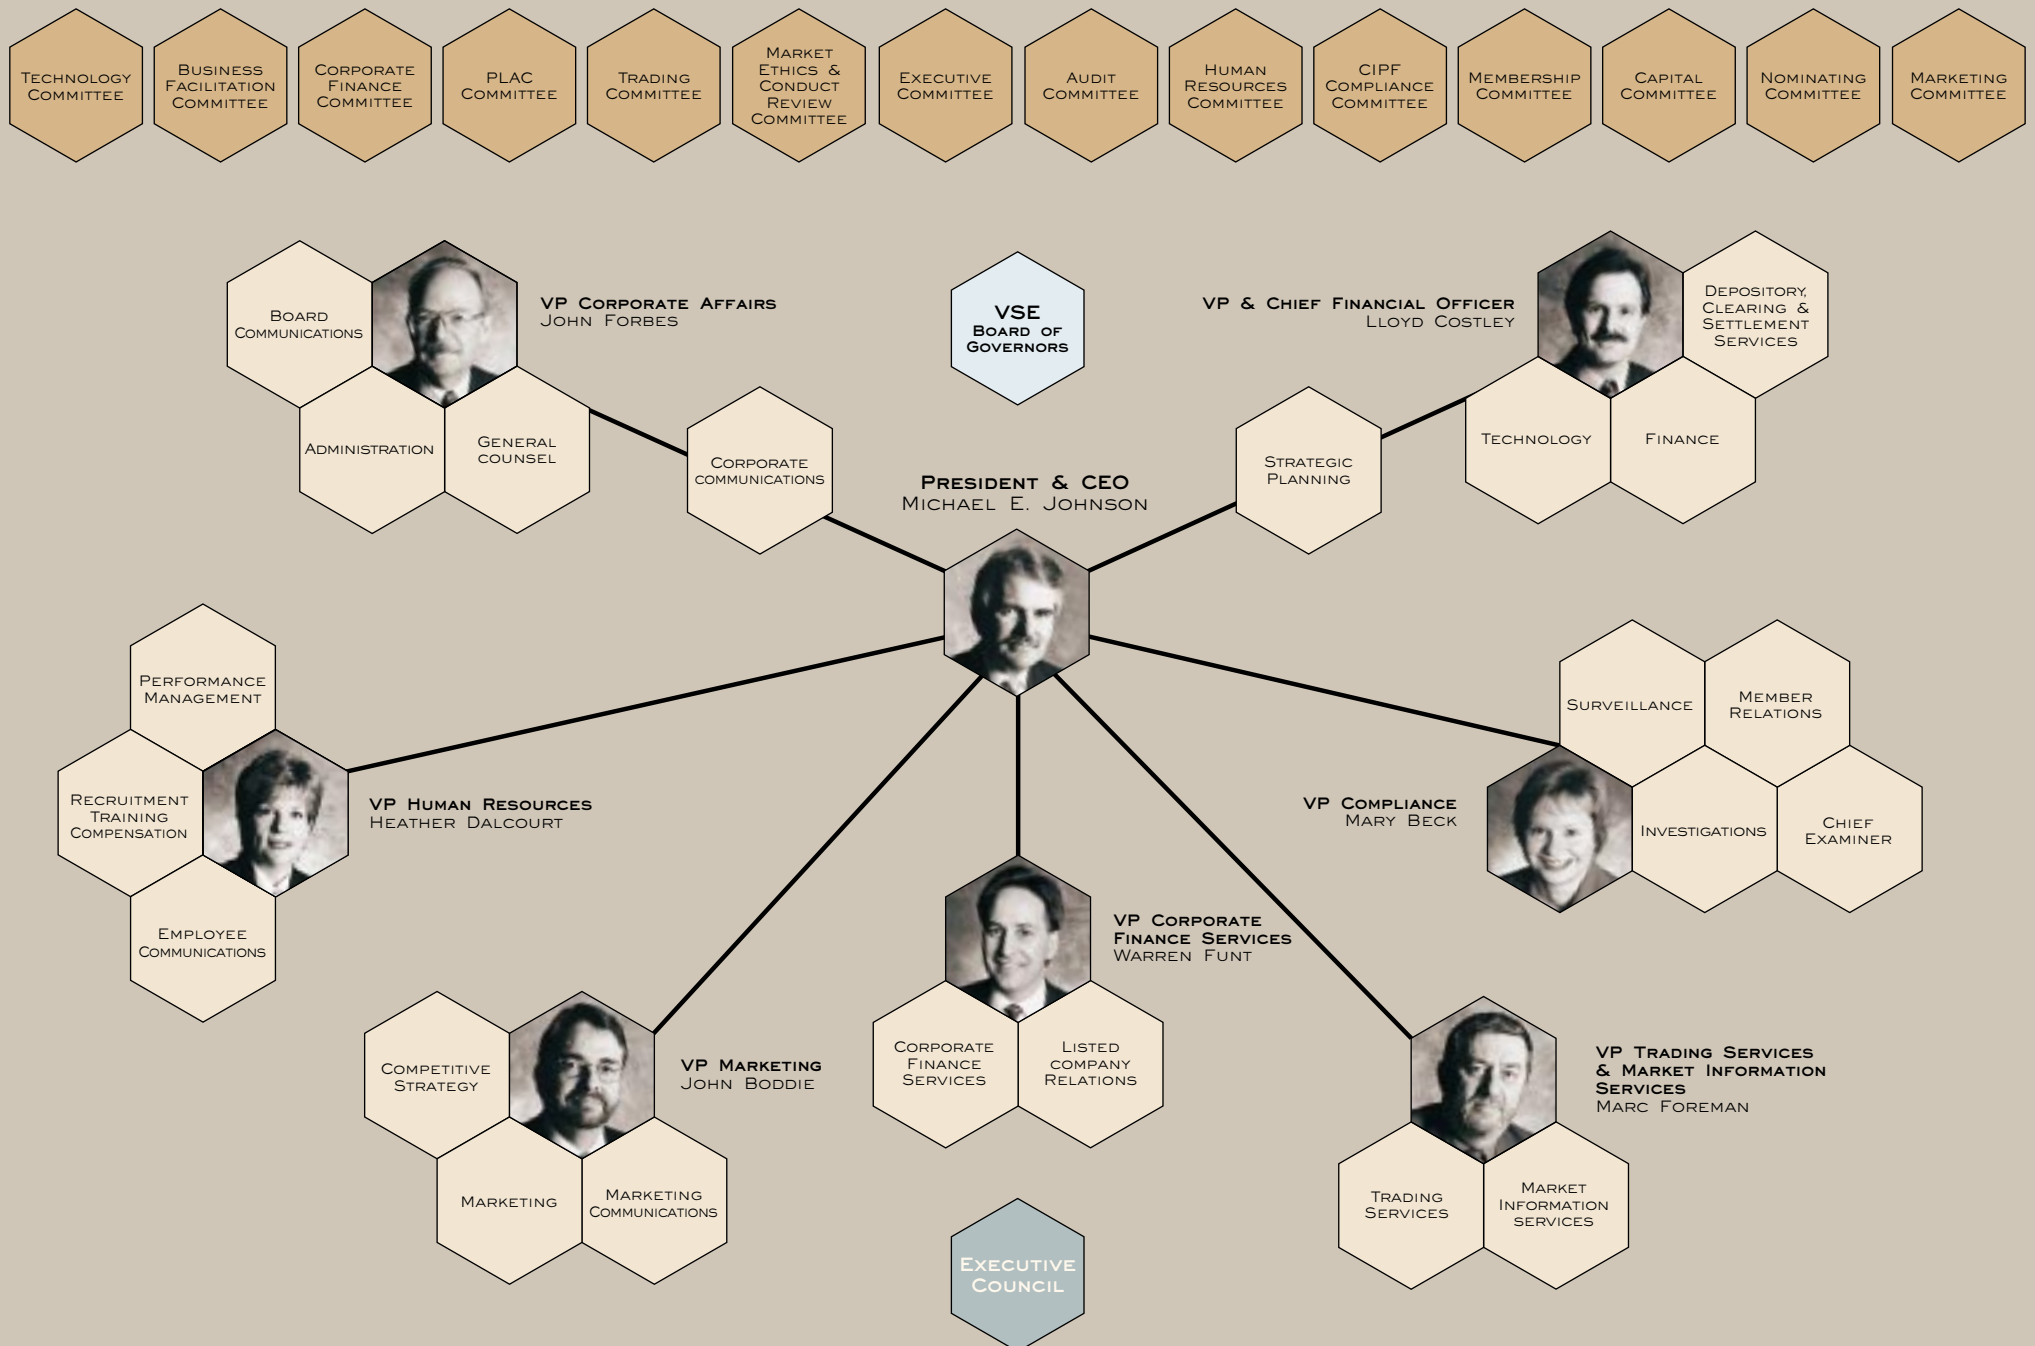 Technology
Committee
Business
Facilitation
Committee
Corporate
Finance
Committee
PLAC
Committee
Trading
Committee
Market
Ethics &
Conduct
Review
Committee
Executive
Committee
Audit
Committee
Human
Resources
Committee
CIPF
Compliance
Committee
Membership
Committee
Capital
Committee
Nominating
Committee
Marketing
Committee
Board
Communications
VP Corporate Affairs
John Forbes
Administration
General
counsel
Corporate
communications
VSE
Board of
Governors
VP & Chief Financial Officer
Lloyd Costley
Depository,
Clearing &
Settlement
Services
Technology
Finance
Strategic
Planning
President & CEO
Michael E. Johnson
Performance
Management
Recruitment
Training
Compensation
Employee
Communications
VP Human Resources
Heather Dalcourt
Surveillance
Member
Relations
VP Compliance
Mary Beck
Investigations
Chief
Examiner
Competitive
Strategy
VP Marketing
John Boddie
Marketing
Marketing
Communications
VP Corporate
Finance Services
Warren Funt
Corporate
Finance
Services
Listed
company
Relations
VP Trading Services
& Market Information
Services
Marc Foreman
Trading
Services
Market
Information
services
Executive
Council